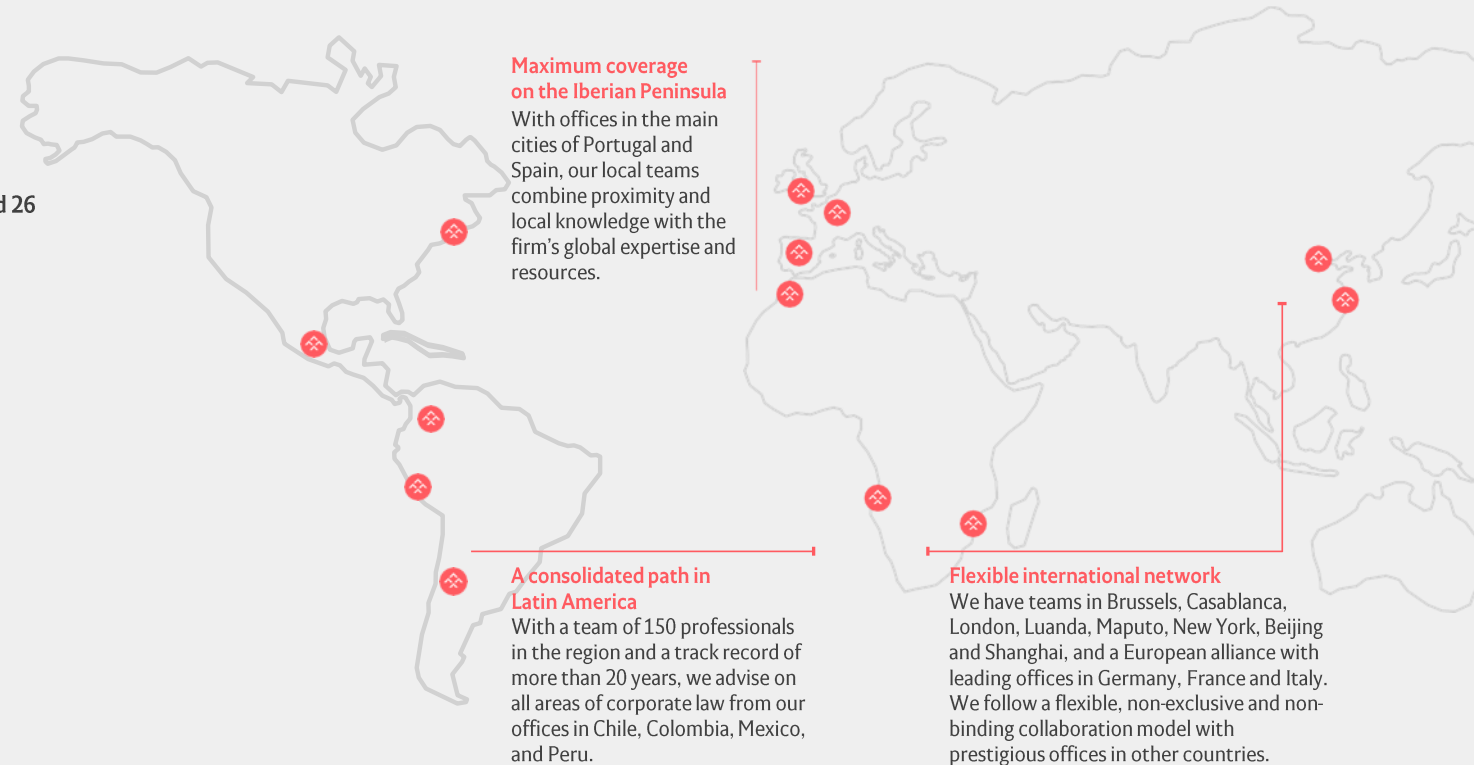 Maximum coverage
on the Iberian Peninsula
With offices in the main
cities of Portugal and
Spain, our local teams
combine proximity and
local knowledge with the
firm's global expertise and
resources.
26
A consolidated path in
Latin America
With a team of 150 professionals
in the region and a track record of
more than 20 years, we advise on
all areas of corporate law from our
offices in Chile, Colombia, Mexico,
and Peru.
Flexible international network
We have teams in Brussels, Casablanca,
London, Luanda, Maputo, New York, Beijing
and Shanghai, and a European alliance with
leading offices in Germany, France and Italy.
We follow a flexible, non-exclusive and non-
binding collaboration model with
prestigious offices in other countries.